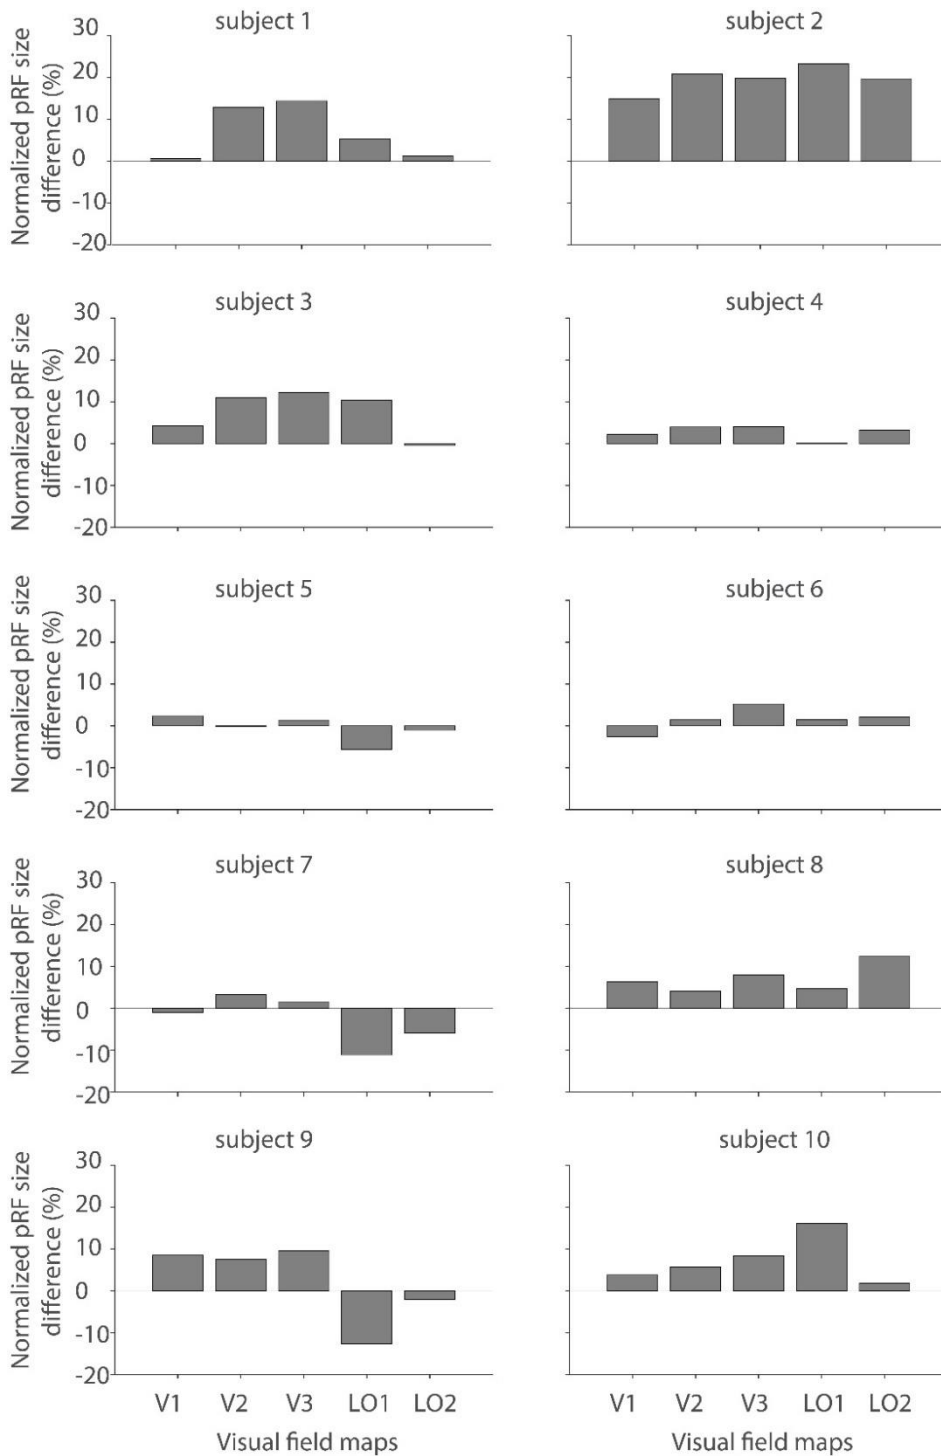 subject 1
Normalized pRF size
difference (%)
30
20
10
0
-10
-20
subject 2
subject 3
Normalized pRF size
difference (%)
30
20
10
0
-10
-20
subject 4
subject 5
Normalized pRF size
difference (%)
30
20
10
0
-10
-20
subject 6
subject 7
Normalized pRF size
difference (%)
30
20
10
0
-10
-20
subject 8
subject 9
Normalized pRF size
difference (%)
30
20
10
0
-10
-20
V1 V2 V3 LO1 LO2
Visual field maps
subject 10
V1 V2 V3 LO1 LO2
Visual field maps